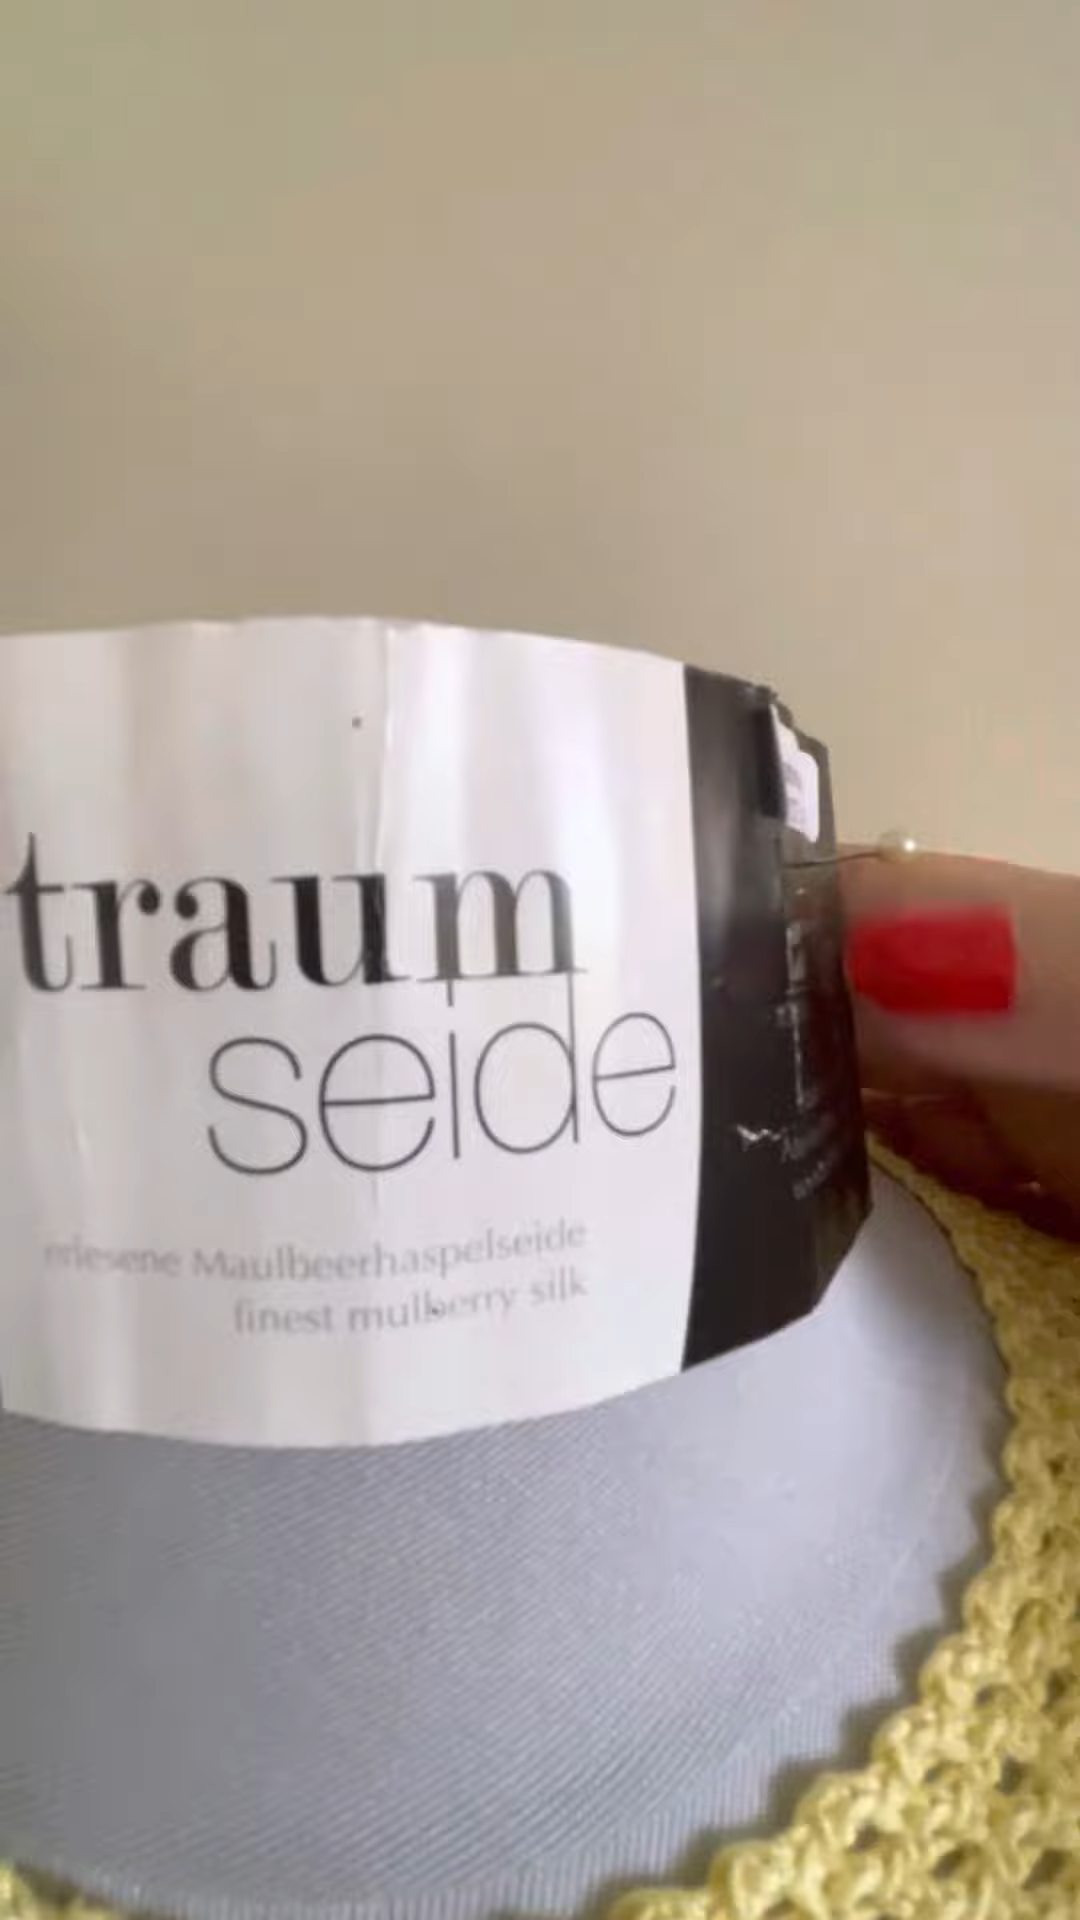 traum
seide
erlesene Maulbeerhaspelseide
finest mulberry silk